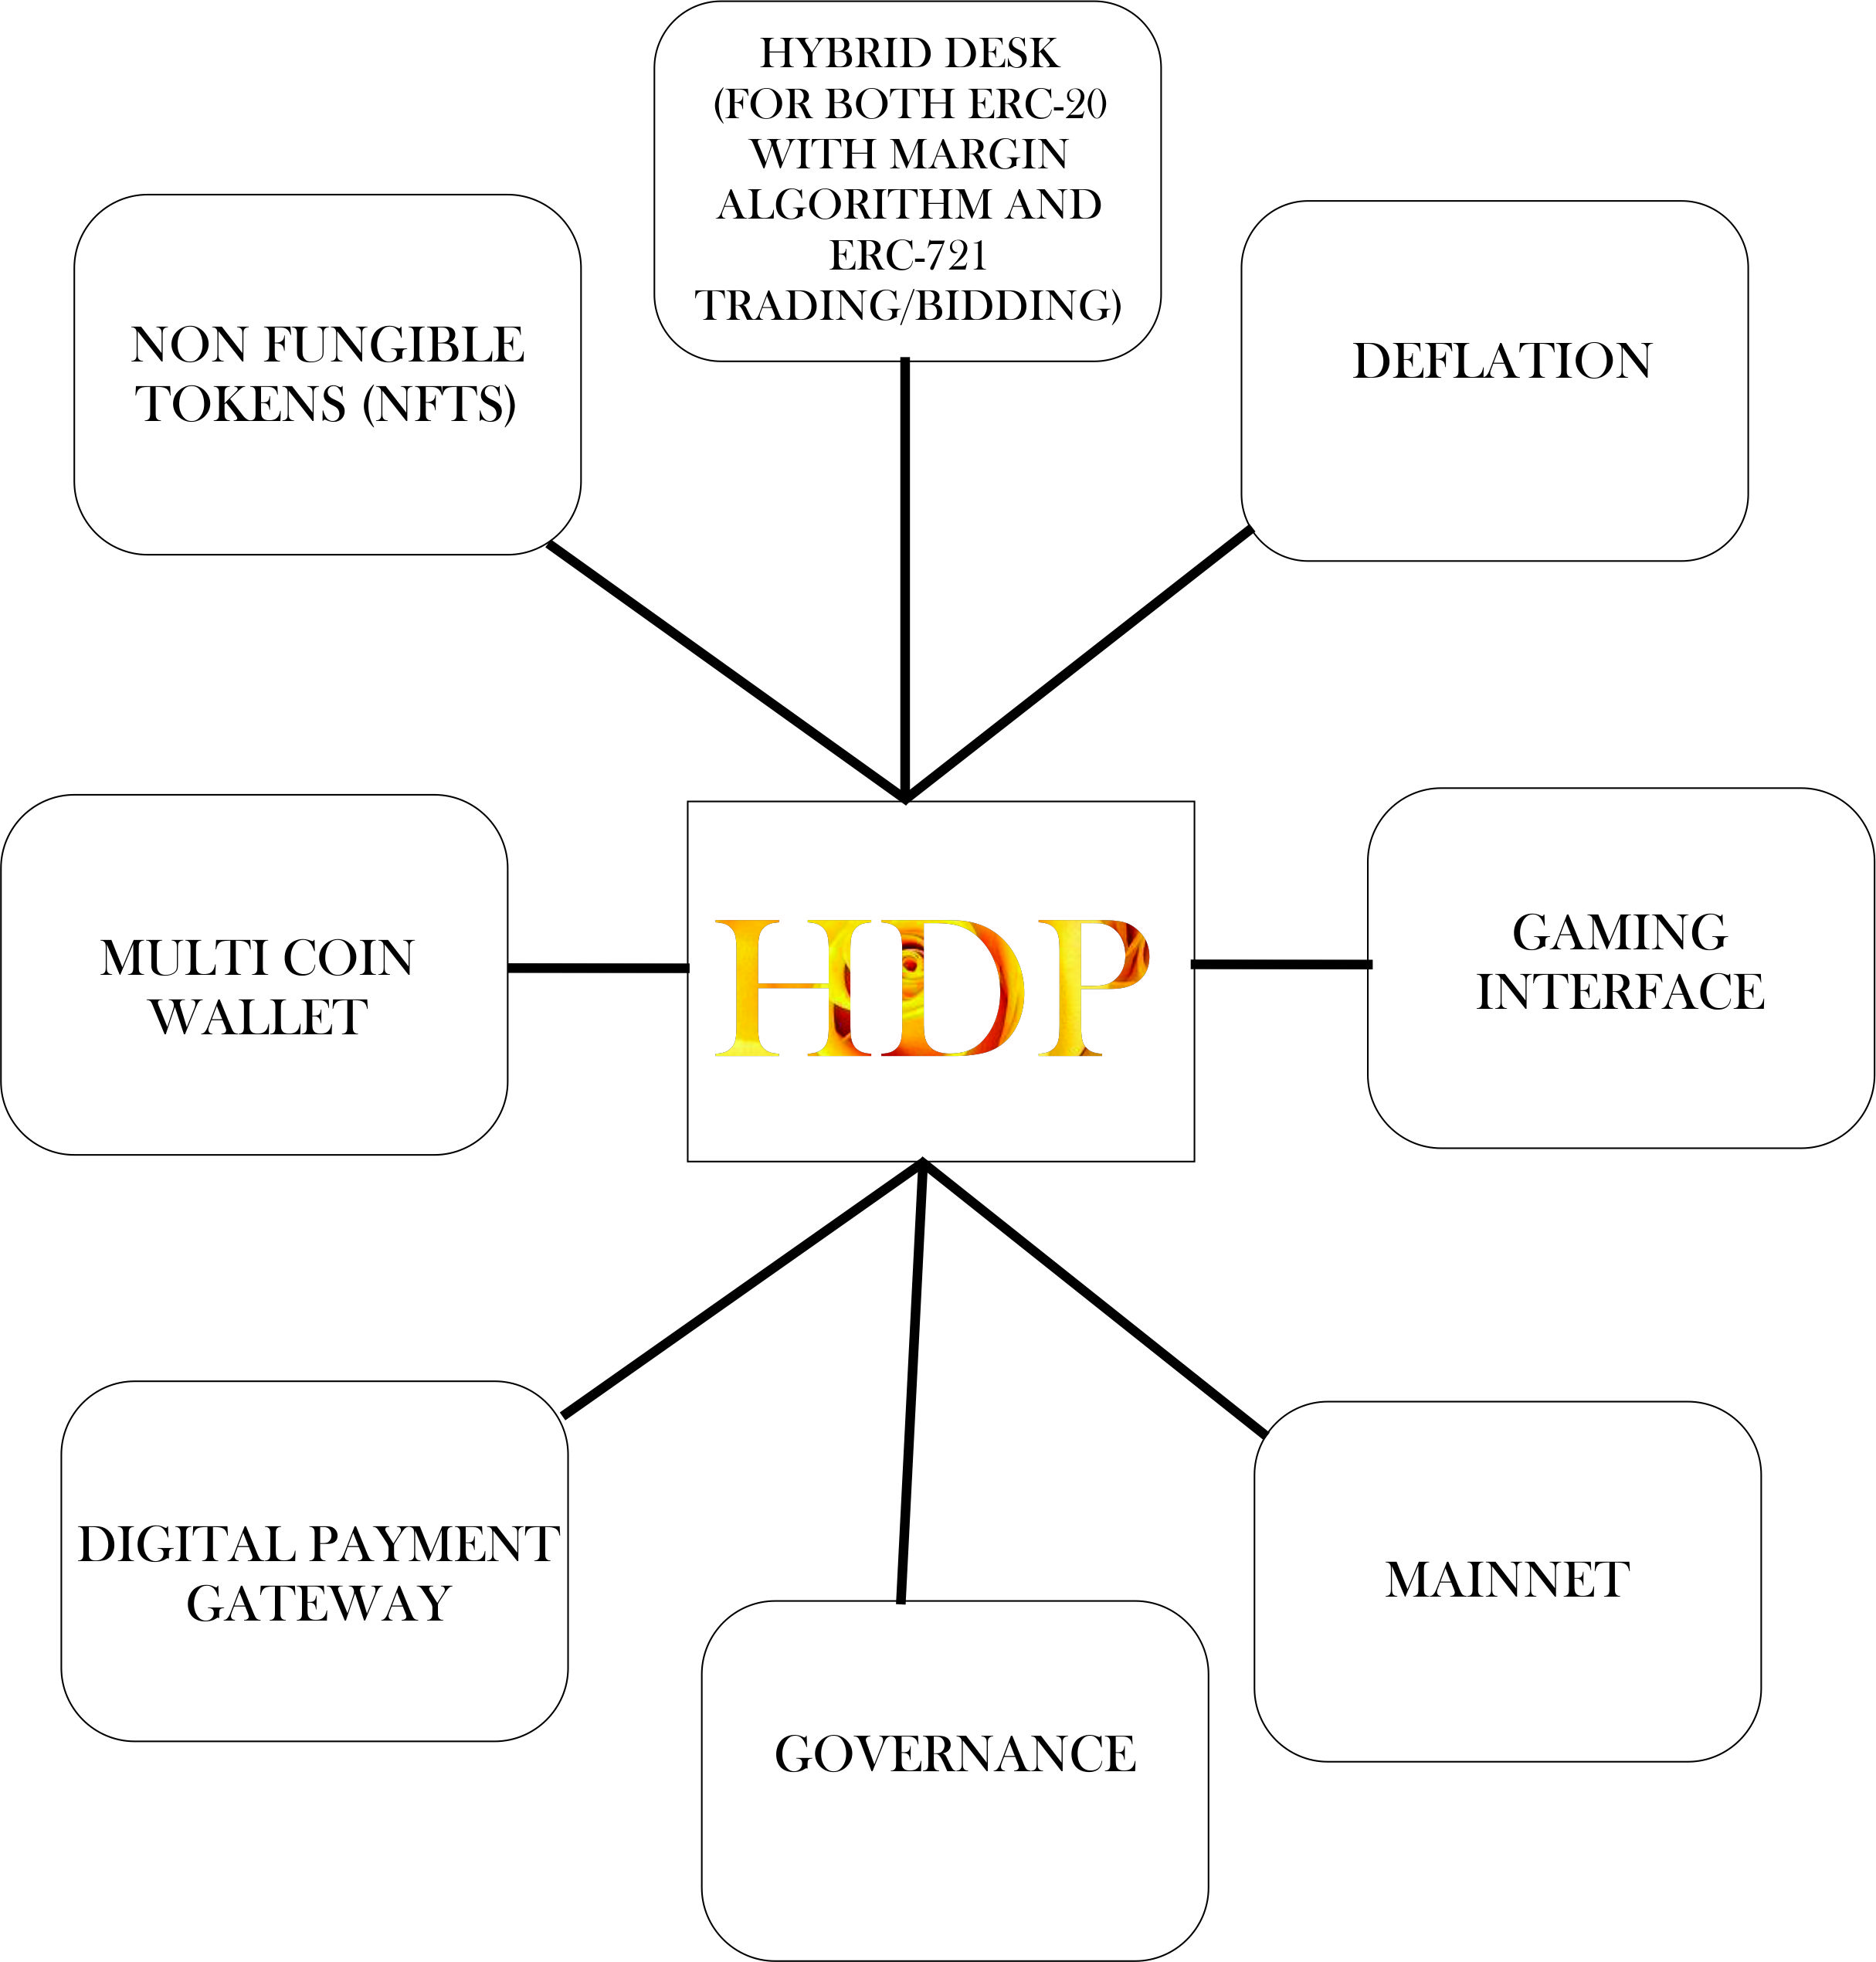 HYBRID DESK
(FOR BOTH ERC-20
WITH MARGIN
ALGORITHM AND
ERC-721
TRADING/BIDDING)
NON FUNGIBLE
TOKENS (NFTS)
DEFLATION
MULTI COIN
WALLET
HDP
GAMING
INTERFACE
DIGITAL PAYMENT
GATEWAY
MAINNET
GOVERNANCE